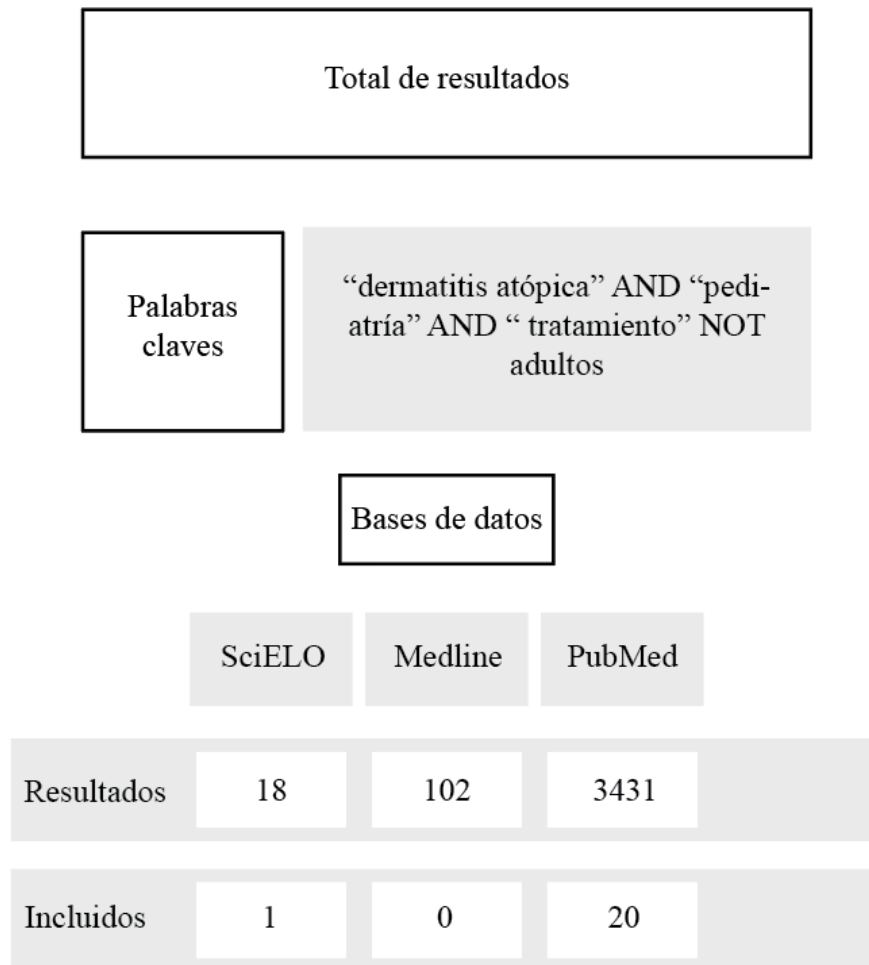 Total de resultados
Palabras
claves
“dermatitis atópica” AND “pedi-
atría” AND “ tratamiento” NOT
adultos
Bases de datos
SciELO Medline PubMed
Resultados 18 102 3431
Incluidos 1 0 20